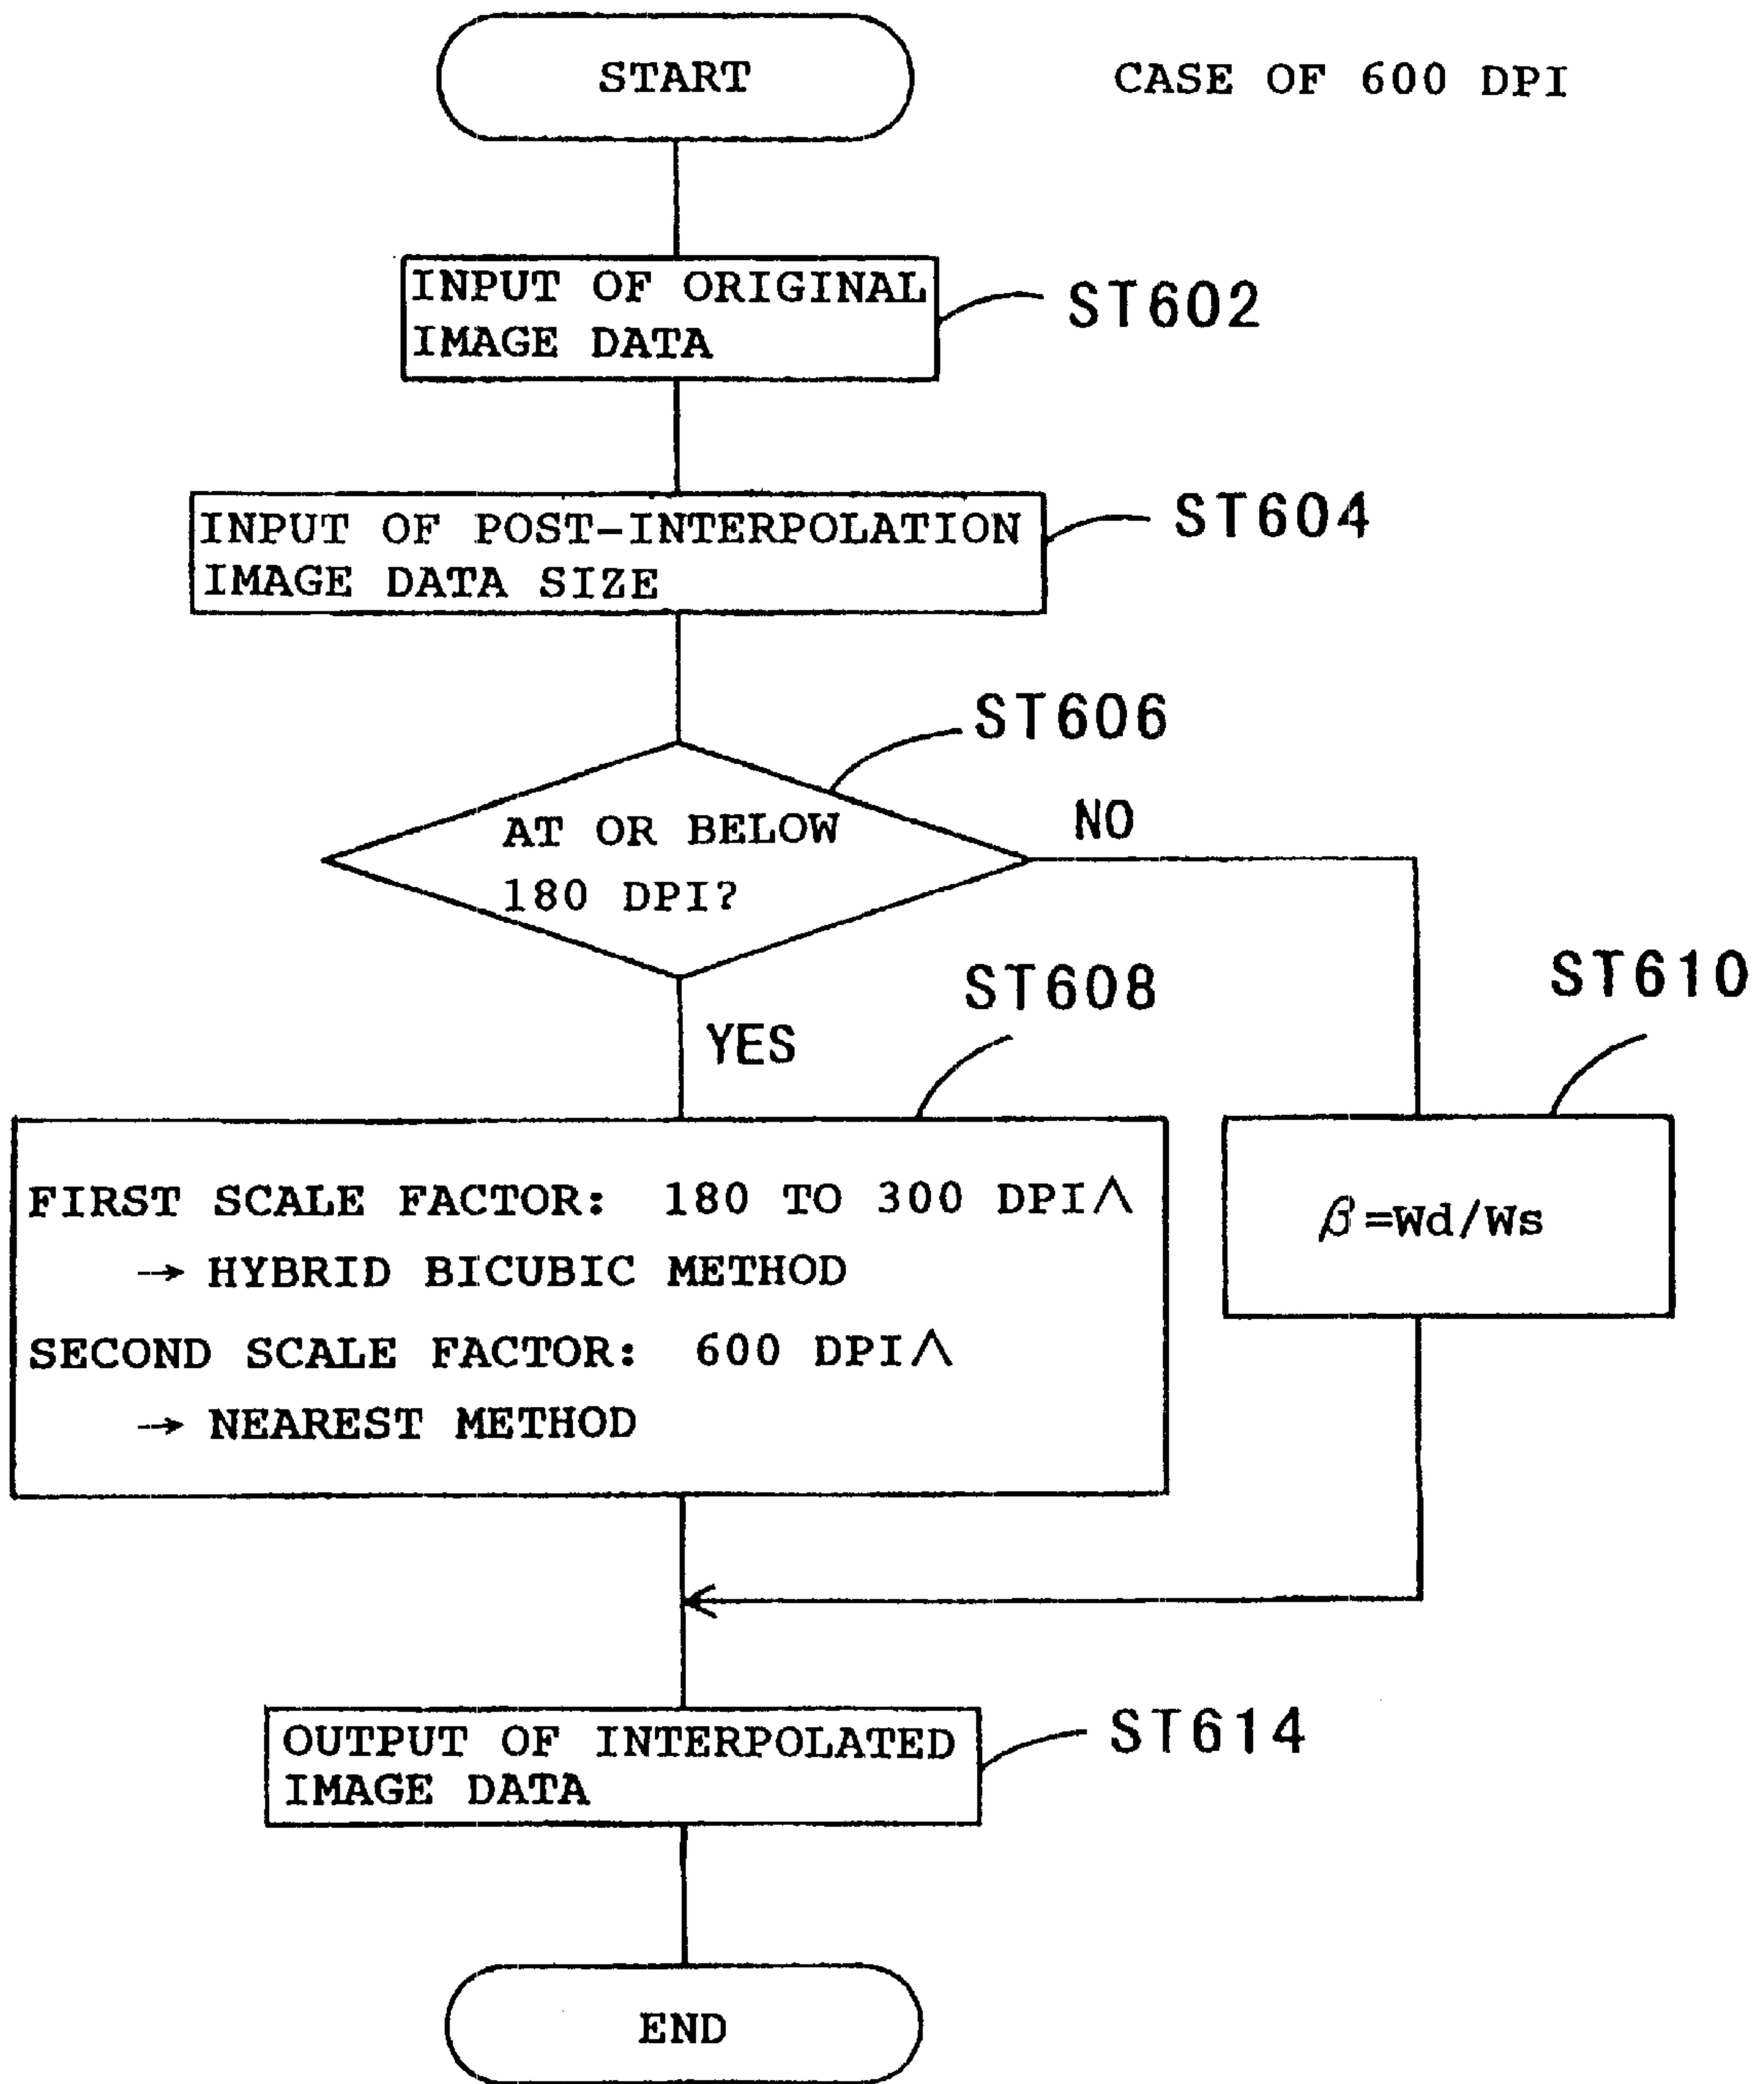 START
CASE OF 600 DPI
INPUT OF ORIGINAL
IMAGE DATA
ST602
INPUT OF POST-INTERPOLATION
IMAGE DATA SIZE
ST604
ST606
AT OR BELOW
180 DPI?
NO
YES
ST608
ST610
FIRST SCALE FACTOR: 180 TO 300 DPI⋀
→ HYBRID BICUBIC METHOD
SECOND SCALE FACTOR: 600 DPI⋀
→ NEAREST METHOD
β=Wd/Ws
OUTPUT OF INTERPOLATED
IMAGE DATA
ST614
END